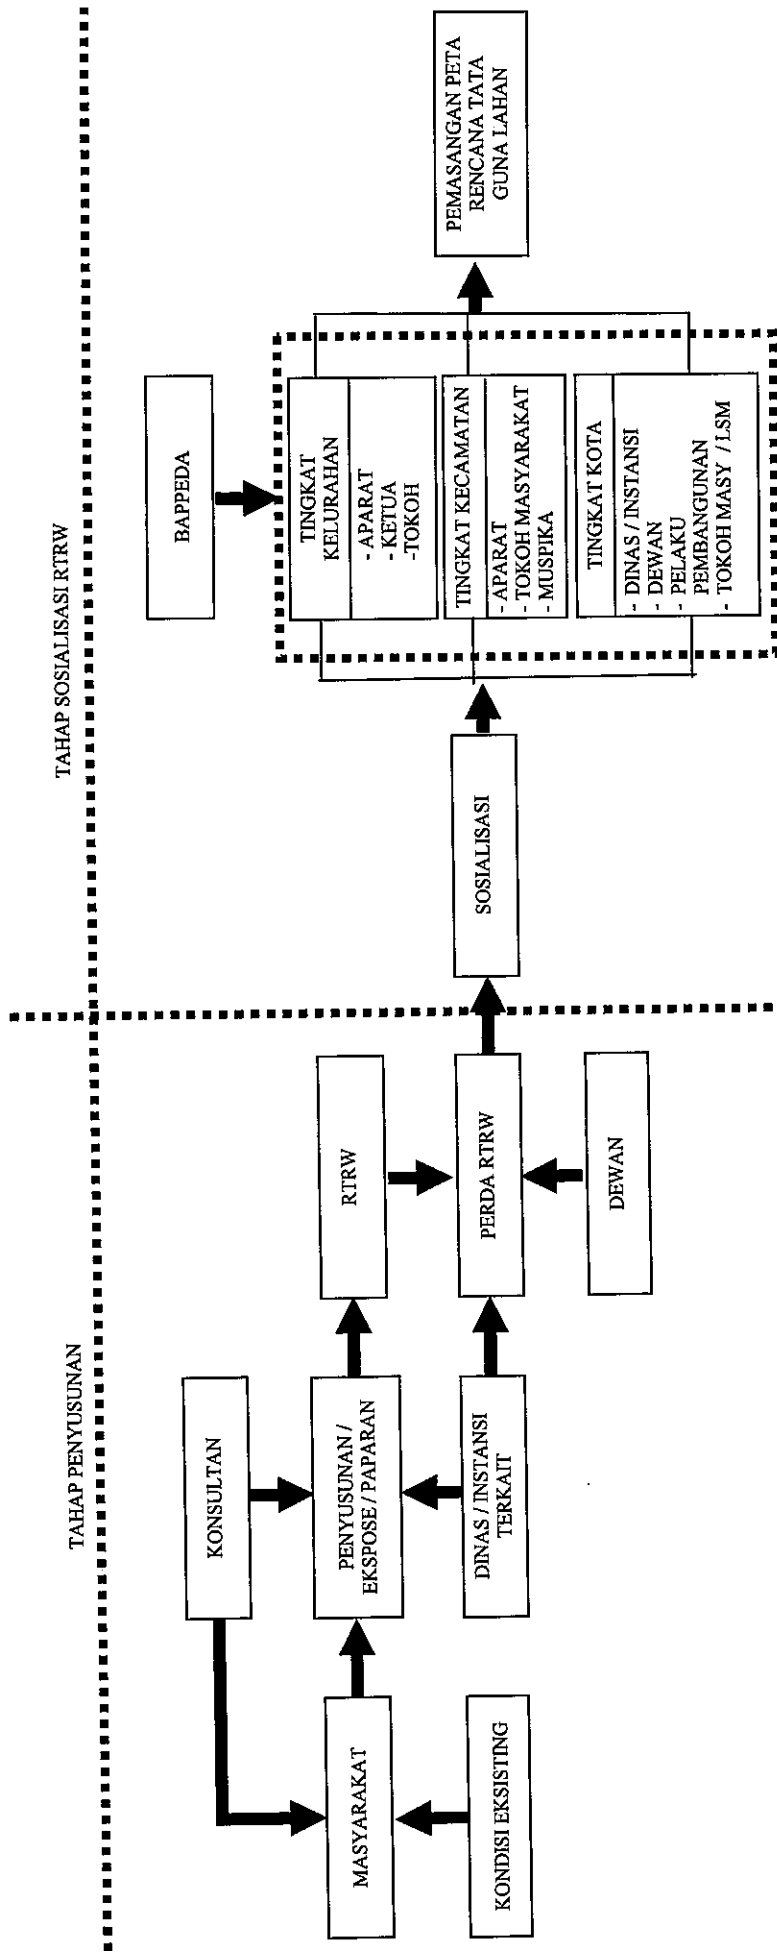 TAHAP PENYUSUNAN
TAHAP SOSIALISASI RTRW
KONSULTAN
MASYARAKAT
KONDISI EKSISTING
PENYUSUNAN /
EKSPOSE / PAPARAN
DINAS / INSTANSI
TERKAIT
RTRW
PERDA RTRW
DEWAN
SOSIALISASI
BAPPEDA
TINGKAT
KELURAHAN
- APARAT
- KETUA
-TOKOH
TINGKAT KECAMATAN
- APARAT
- TOKOH MASYARAKAT
- MUSPIKA
TINGKAT KOTA
- DINAS / INSTANSI
- DEWAN
- PELAKU
PEMBANGUNAN
- TOKOH MASY / LSM
PEMASANGAN PETA
RENCANA TATA
GUNA LAHAN